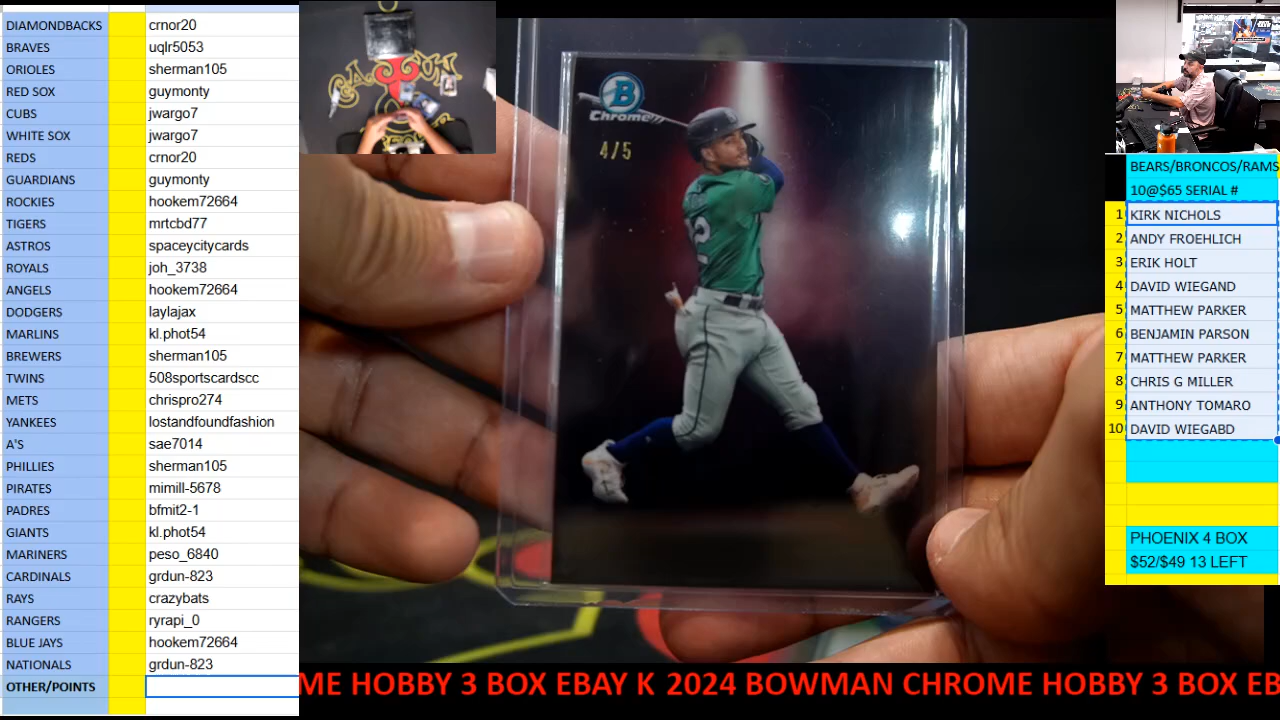 DIAMONDBACKS crnor20
BRAVES uqlr5053
ORIOLES sherman105
RED SOX guymonty
CUBS jwargo7
WHITE SOX jwargo7
REDS crnor20
GUARDIANS guymonty
ROCKIES hookem72664
TIGERS mrtcbd77
ASTROS spaceycitycards
ROYALS joh_3738
ANGELS hookem72664
DODGERS laylajax
MARLINS kl.phot54
BREWERS sherman105
TWINS 508sportscardscc
METS chrispro274
YANKEES lostandfoundfashion
A'S sae7014
PHILLIES sherman105
PIRATES mimill-5678
PADRES bfmit2-1
GIANTS kl.phot54
MARINERS peso_6840
CARDINALS grdun-823
RAYS crazybats
RANGERS ryrapi_0
BLUE JAYS hookem72664
NATIONALS grdun-823
OTHER/POINTS
B
Chrome
4/5
BEARS/BRONCOS/RAMS
10@$65 SERIAL #
1 KIRK NICHOLS
2 ANDY FROEHLICH
3 ERIK HOLT
4 DAVID WIEGAND
5 MATTHEW PARKER
6 BENJAMIN PARSON
7 MATTHEW PARKER
8 CHRIS G MILLER
9 ANTHONY TOMARO
10 DAVID WIEGABD
PHOENIX 4 BOX
$52/$49 13 LEFT
ME HOBBY 3 BOX EBAY K 2024 BOWMAN CHROME HOBBY 3 BOX EB